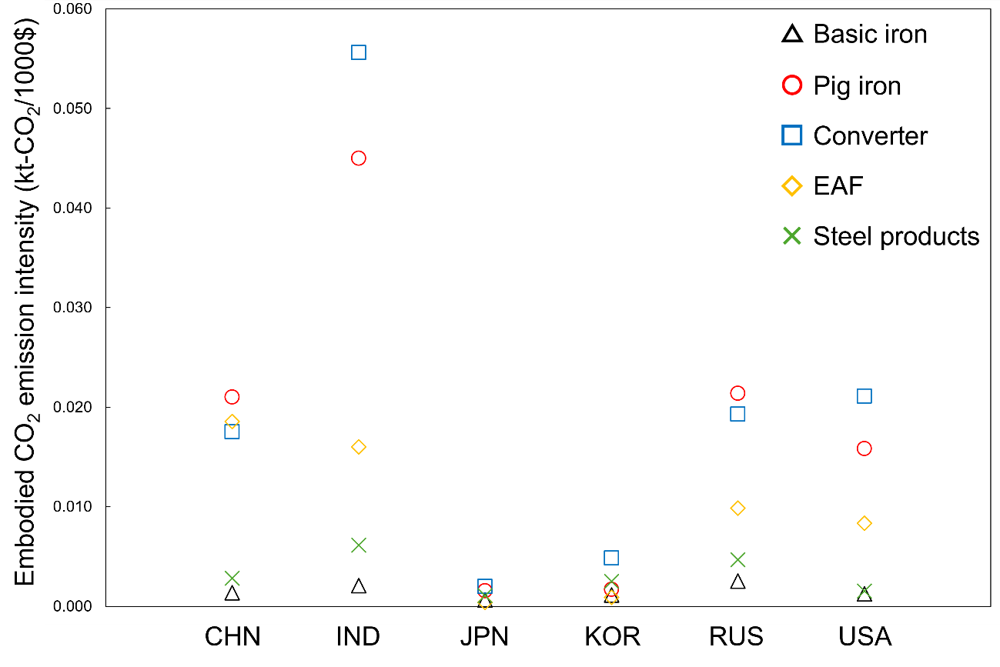 Embodied CO₂ emission intensity (kt-CO₂/1000$)
0.060
0.050
0.040
0.030
0.020
0.010
0.000
Basic iron
Pig iron
Converter
EAF
Steel products
CHN IND JPN KOR RUS USA